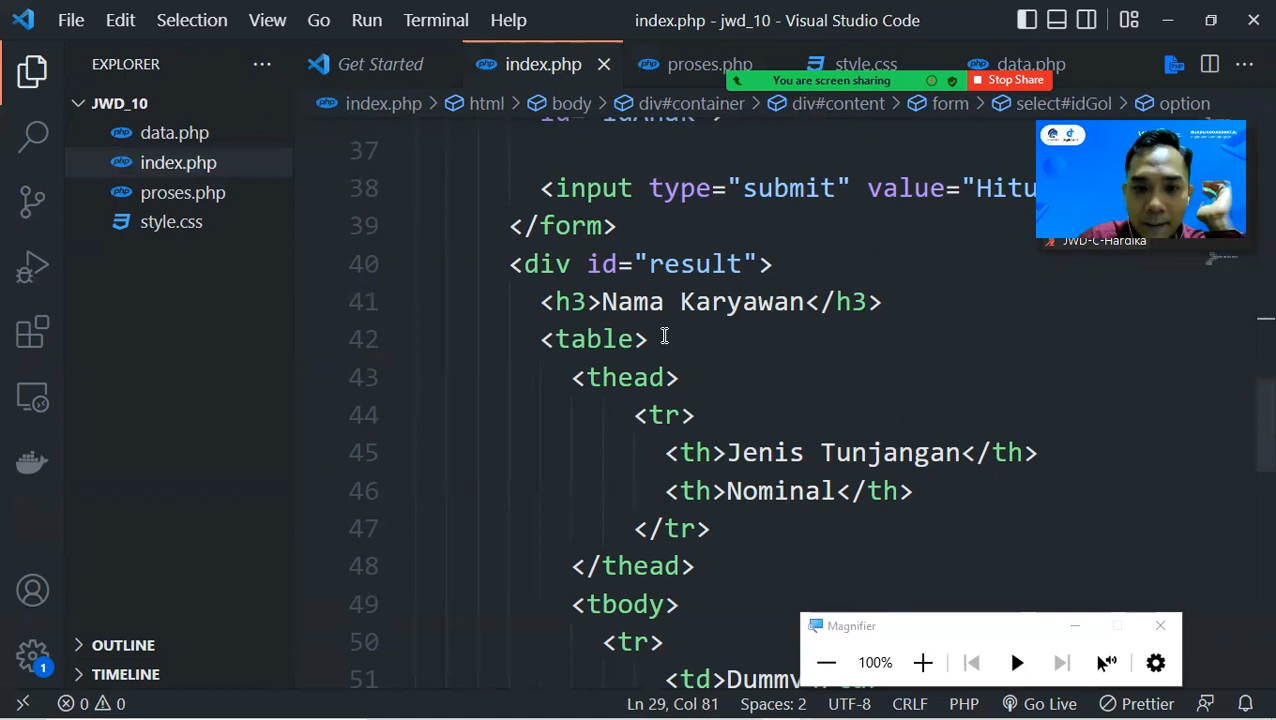 File Edit Selection View Go Run Terminal Help index.php - jwd_10 - Visual Studio Code
EXPLORER
Get Started index.php proses.php style.css data.php
You are screen sharing Stop Share
JWD_10
index.php > html > body > div#container > div#content > form > select#idGol > option
data.php
index.php
proses.php
style.css
JWD-C-Hardika
37
38 <input type="submit" value="Hitu
39 </form>
40 <div id="result">
41 <h3>Nama Karyawan</h3>
42 <table>
43 <thead>
44 <tr>
45 <th>Jenis Tunjangan</th>
46 <th>Nominal</th>
47 </tr>
48 </thead>
49 <tbody>
50 <tr>
51 <td>Dummy
Magnifier
100%
OUTLINE
TIMELINE
1
0 0 Ln 29, Col 81 Spaces: 2 UTF-8 CRLF PHP Go Live Prettier